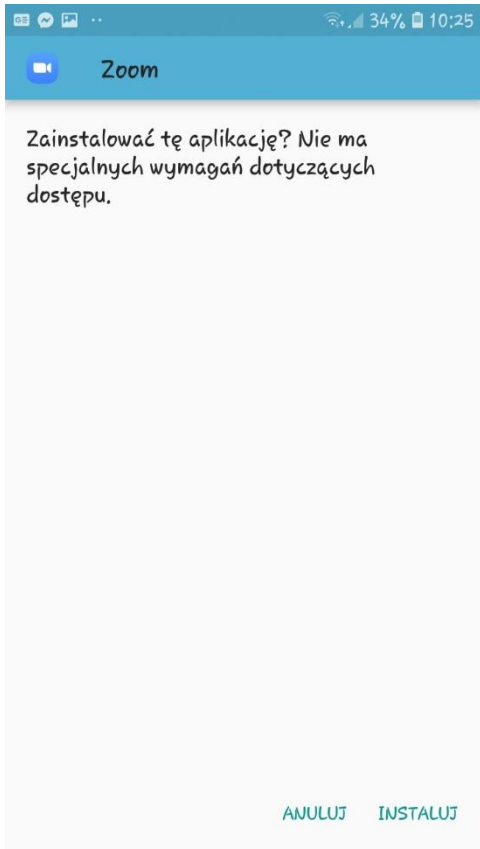 34% 10:25
Zoom
Zainstalować tę aplikację? Nie ma
specjalnych wymagań dotyczących
dostępu.
ANULUJ INSTALUJ